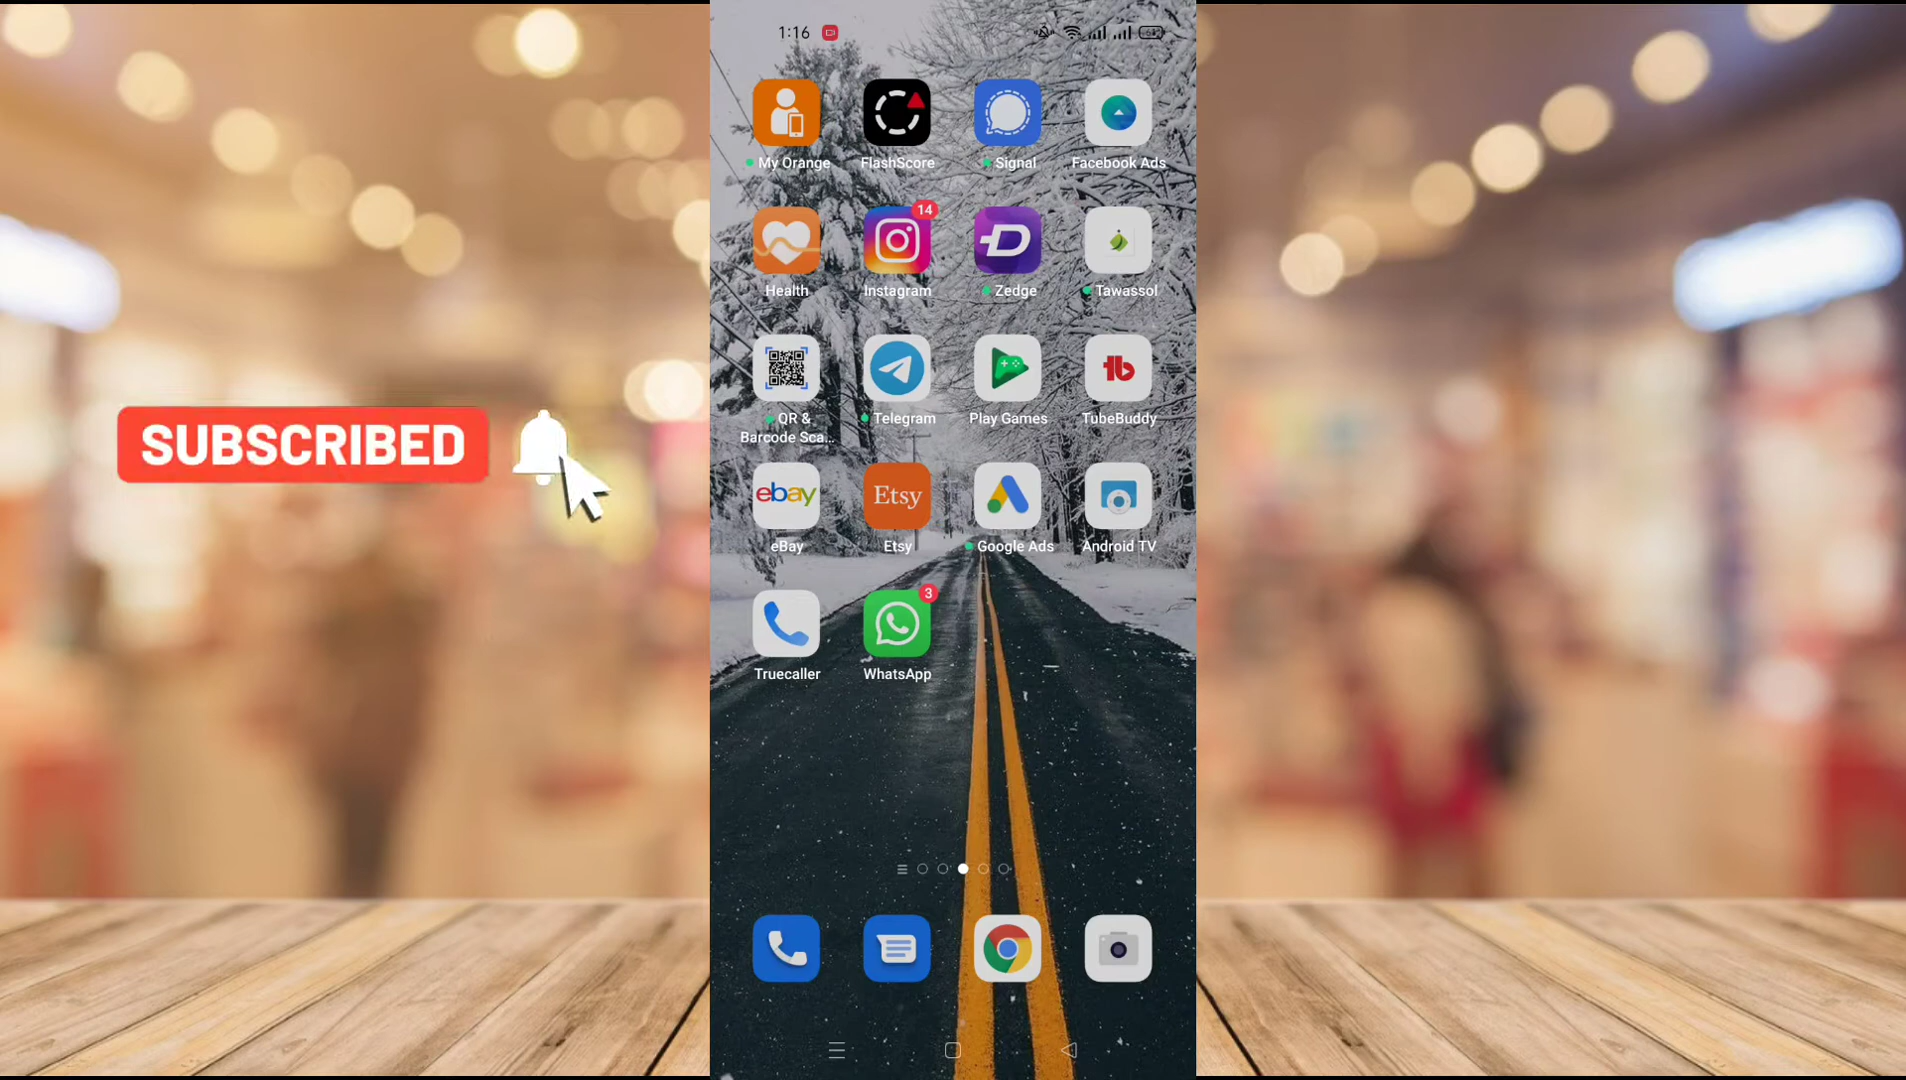 1:16
My Orange
FlashScore
Signal
Facebook Ads
14
Health
Instagram
Zedge
Tawassol
QR &
Barcode Sca...
Telegram
Play Games
TubeBuddy
ebay
Etsy
eBay
Etsy
Google Ads
Android TV
3
Truecaller
WhatsApp
SUBSCRIBED